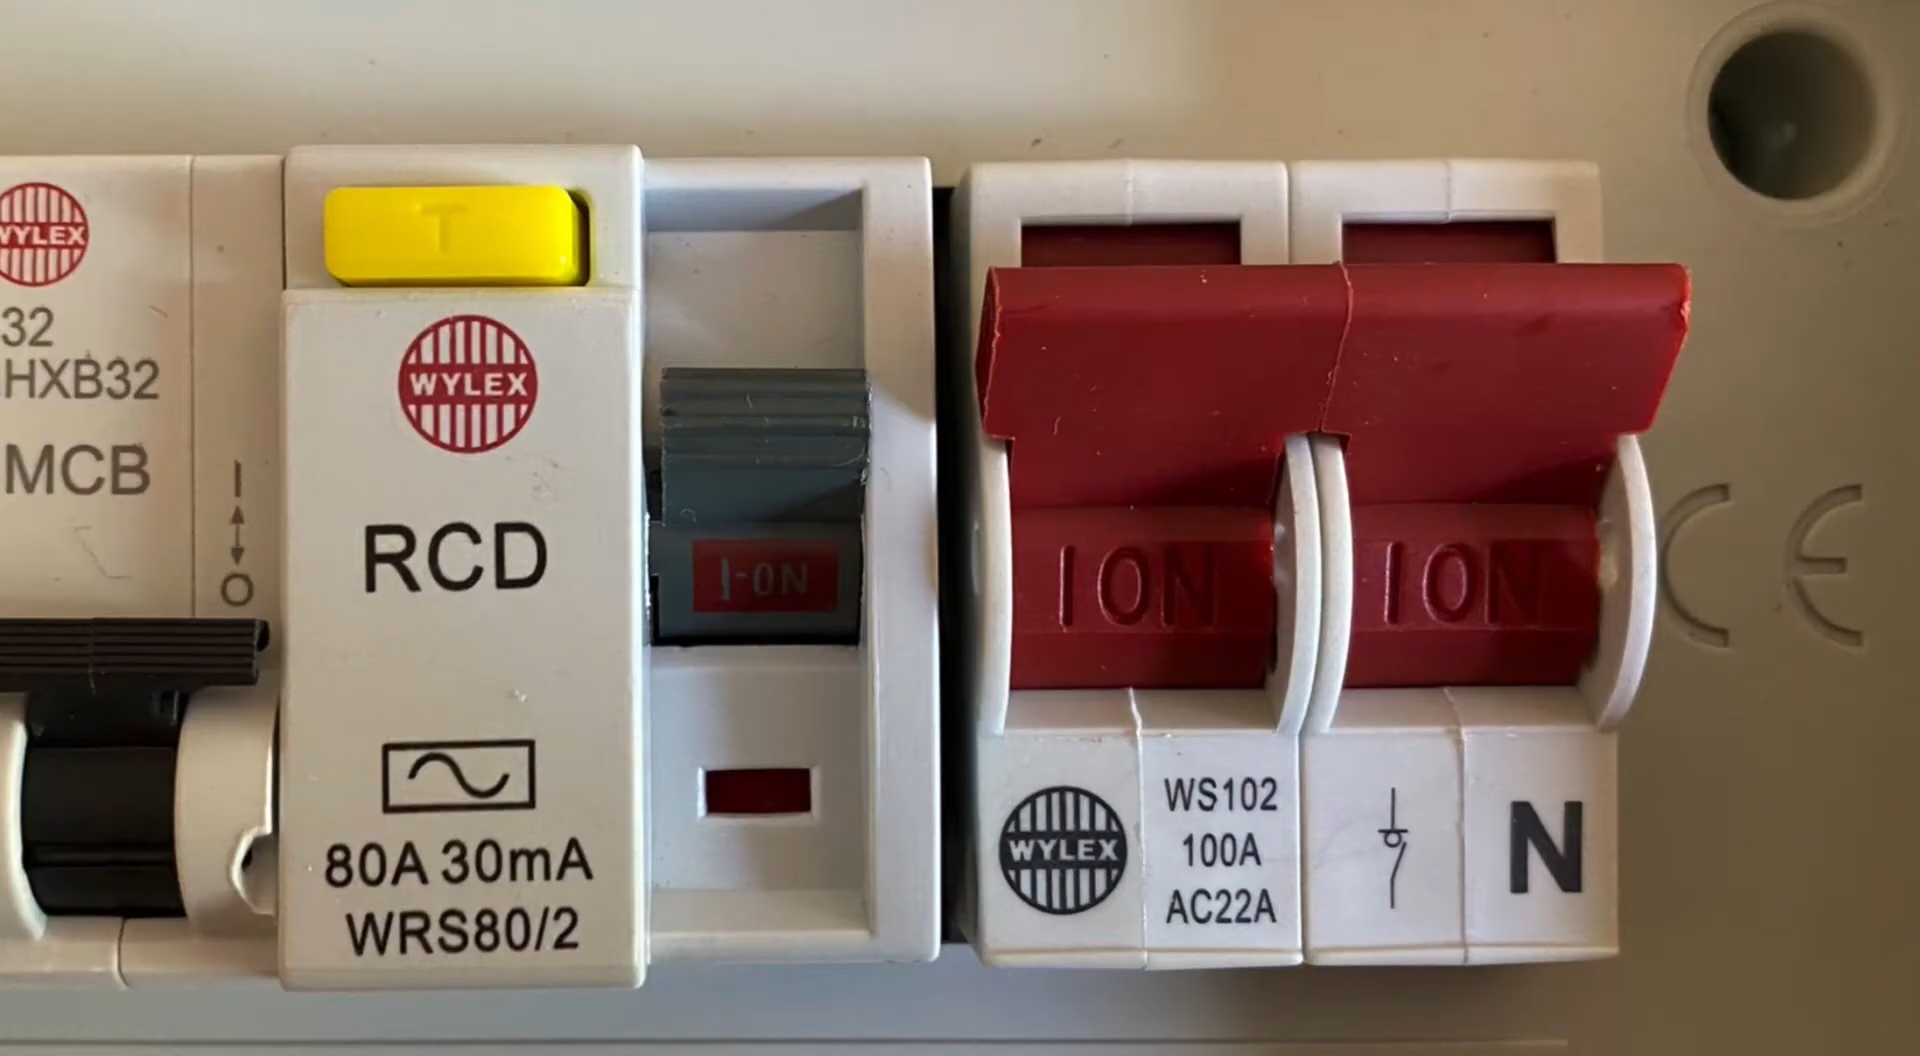 WYLEX
32
HXB32
MCB
I
O
T
WYLEX
RCD
80A 30mA
WRS80/2
I-ON
I ON
I ON
WYLEX
WS102
100A
AC22A
N
CE